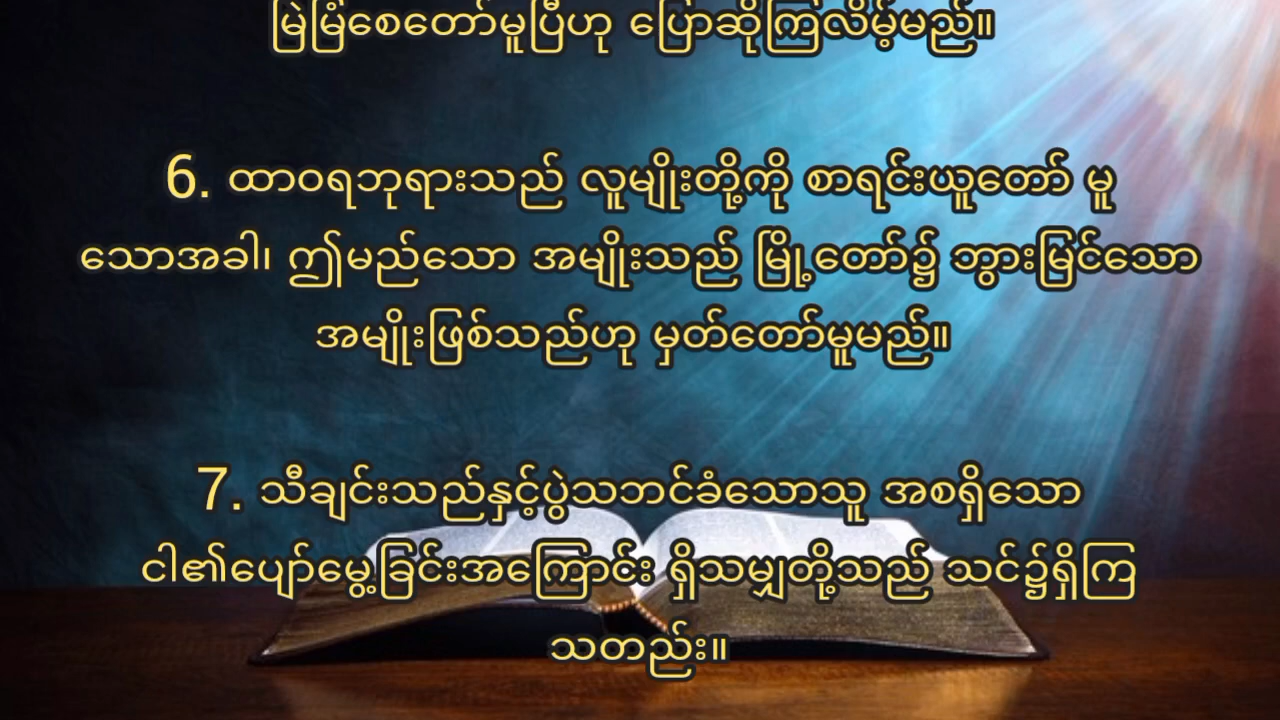 မြဲမြံစေတော်မူပြီဟု ပြောဆိုကြလိမ့်မည်။
6. ထာဝရဘုရားသည် လူမျိုးတို့ကို စာရင်းယူတော် မူ
သောအခါ၊ ဤမည်သော အမျိုးသည် မြို့တော်၌ ဘွားမြင်သော
အမျိုးဖြစ်သည်ဟု မှတ်တော်မူမည်။
7. သီချင်းသည်နှင့်ပွဲသဘင်ခံသောသူ အစရှိသော
ငါ၏ပျော်မွေ့ခြင်းအကြောင်း ရှိသမျှတို့သည် သင်၌ရှိကြ
သတည်း။